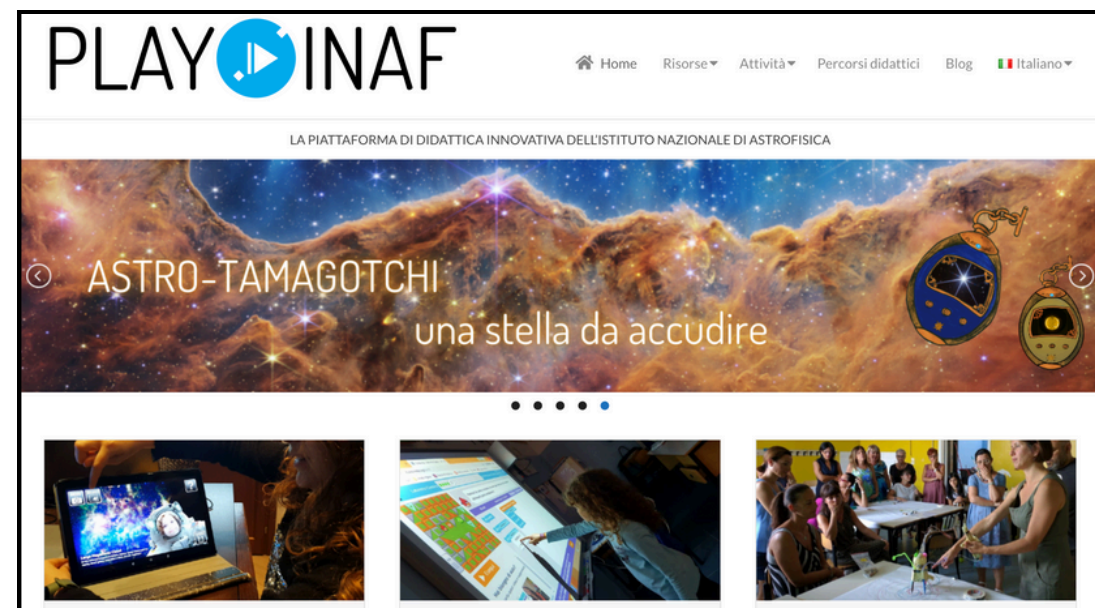 PLAY INAF
Home Risorse Attività Percorsi didattici Blog Italiano
LA PIATTAFORMA DI DIDATTICA INNOVATIVA DELL'ISTITUTO NAZIONALE DI ASTROFISICA
ASTRO-TAMAGOTCHI
una stella da accudire